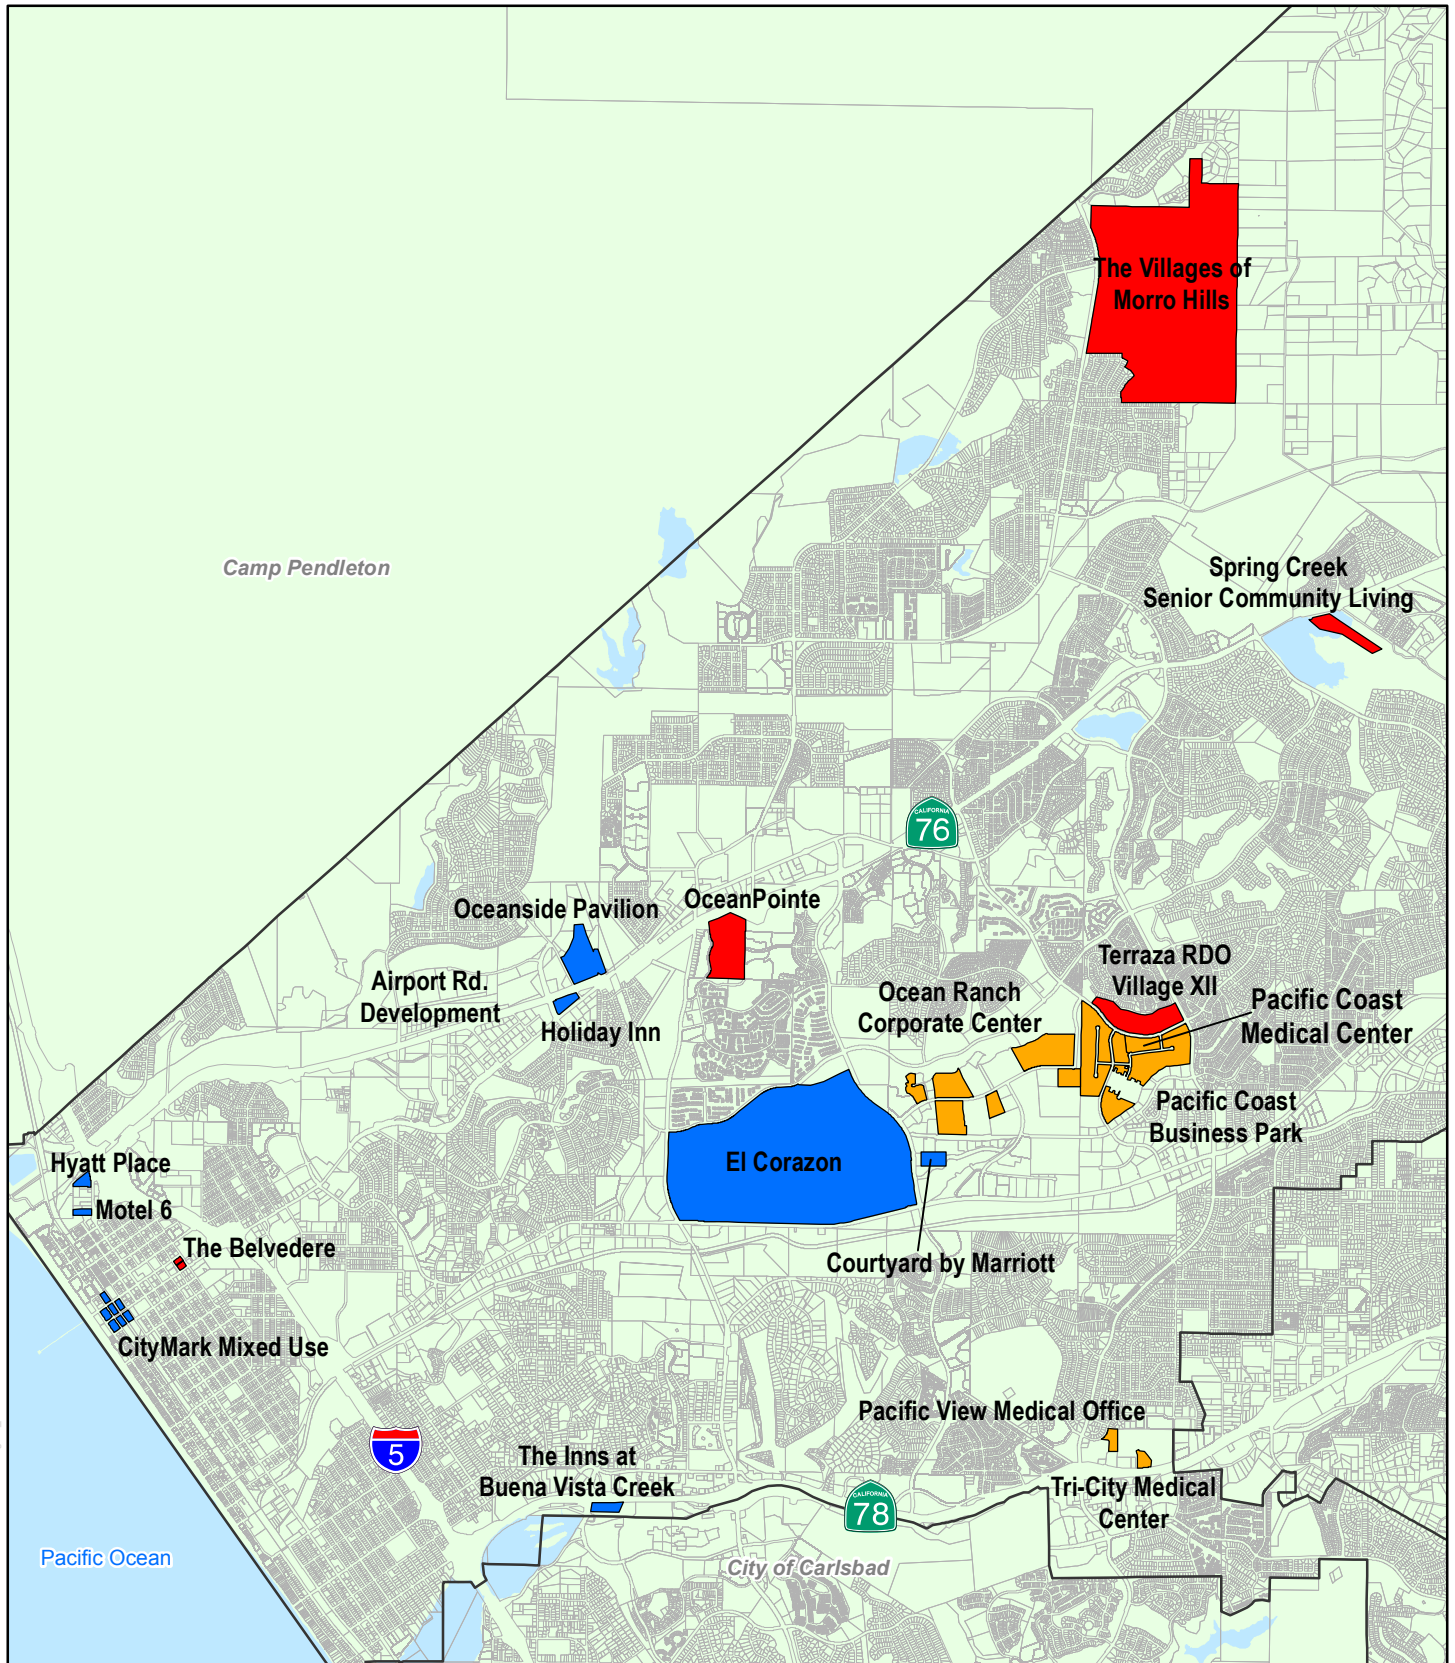 The Villages of
Morro Hills
Camp Pendleton
Spring Creek
Senior Community Living
CALIFORNIA
76
OceanPointe
Oceanside Pavilion
Airport Rd.
Development
Holiday Inn
Ocean Ranch
Corporate Center
Terraza RDO
Village XII
Pacific Coast
Medical Center
Pacific Coast
Business Park
El Corazon
Hyatt Place
Motel 6
The Belvedere
Courtyard by Marriott
CityMark Mixed Use
Pacific View Medical Office
5
The Inns at
Buena Vista Creek
CALIFORNIA
78
Tri-City Medical
Center
Pacific Ocean
City of Carlsbad